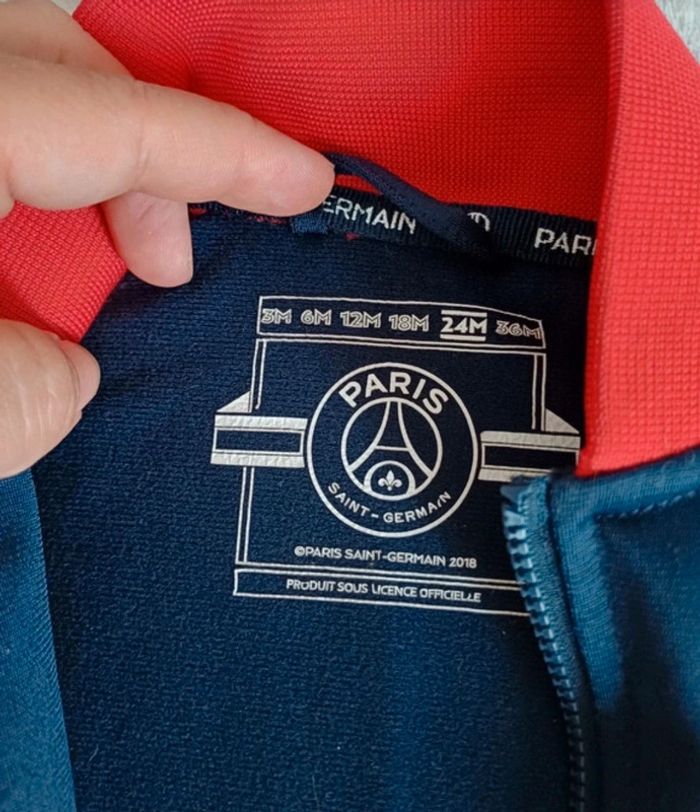 ERMAIN
PARI
3M 6M 12M 18M 24M 36M
PARIS
SAINT-GERMAIN
©PARIS SAINT-GERMAIN 2018
PRODUIT SOUS LICENCE OFFICIELLE